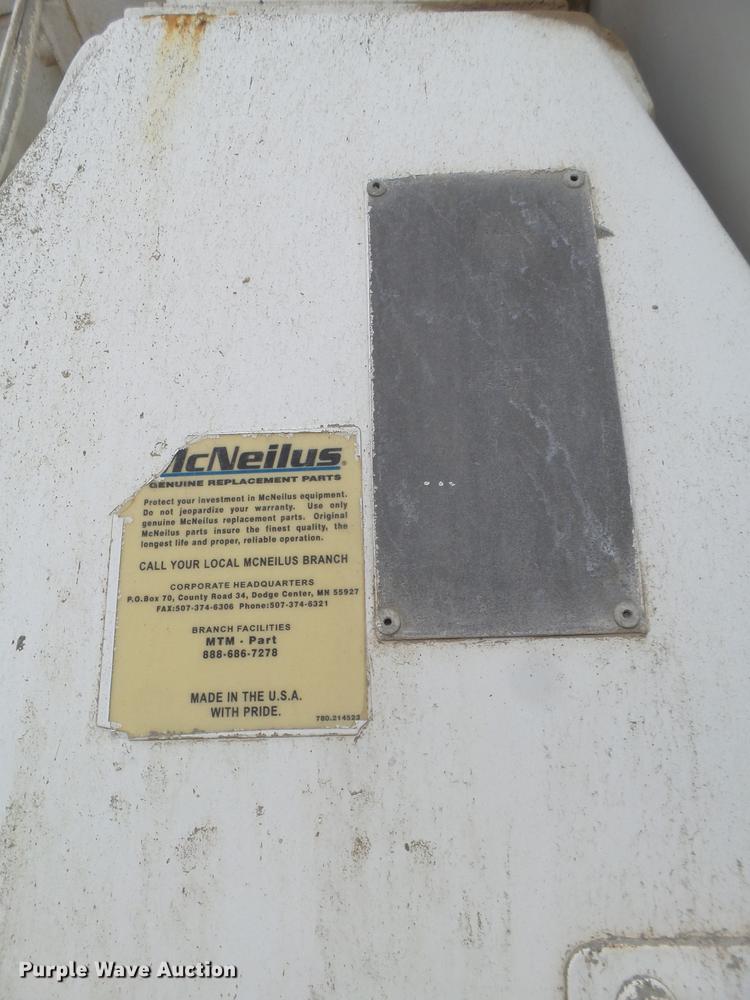 McNeilus
GENUINE REPLACEMENT PARTS
Protect your investment in McNeilus equipment.
Do not jeopardize your warranty. Use only
genuine McNeilus replacement parts. Original
McNeilus parts insure the finest quality, the
longest life and proper, reliable operation.
CALL YOUR LOCAL MCNEILUS BRANCH
CORPORATE HEADQUARTERS
P.O.Box 70, County Road 34, Dodge Center, MN 55927
FAX:507-374-6306 Phone:507-374-6321
BRANCH FACILITIES
MTM - Part
888-686-7278
MADE IN THE U.S.A.
WITH PRIDE.
780.214523
Purple Wave Auction